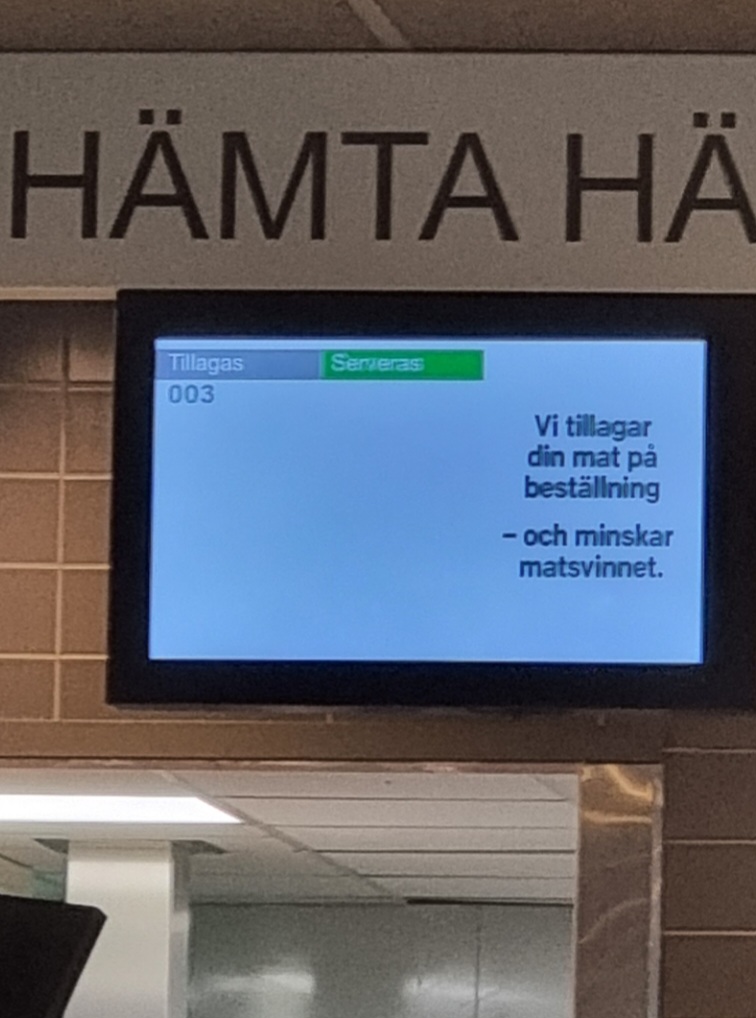 HÄMTA HÄ
Tillagas Serveras
003
Vi tillagar
din mat på
beställning
– och minskar
matsvinnet.